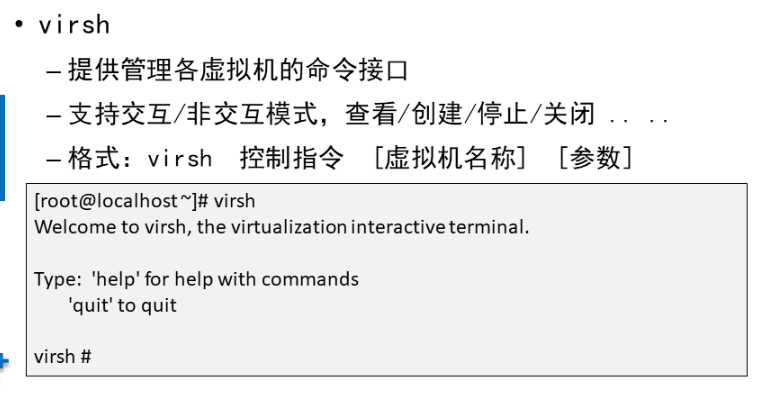 • virsh
– 提供管理各虚拟机的命令接口
– 支持交互/非交互模式，查看/创建/停止/关闭 .. ..
– 格式：virsh 控制指令 [虚拟机名称] [参数]
[root@localhost ~]# virsh
Welcome to virsh, the virtualization interactive terminal.
Type: 'help' for help with commands
'quit' to quit
virsh #